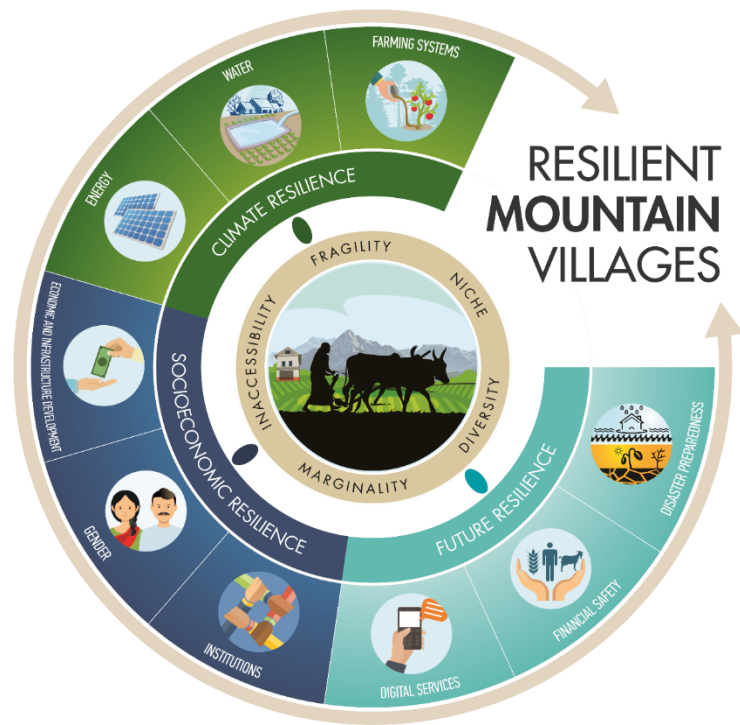 RESILIENT
MOUNTAIN
VILLAGES
FARMING SYSTEMS
WATER
ENERGY
CLIMATE RESILIENCE
ECONOMIC AND INFRASTRUCTURE DEVELOPMENT
GENDER
INSTITUTIONS
SOCIOECONOMIC RESILIENCE
DIGITAL SERVICES
FINANCIAL SAFETY
DISASTER PREPAREDNESS
FUTURE RESILIENCE
FRAGILITY
NICHE
DIVERSITY
MARGINALITY
INACCESSIBILITY